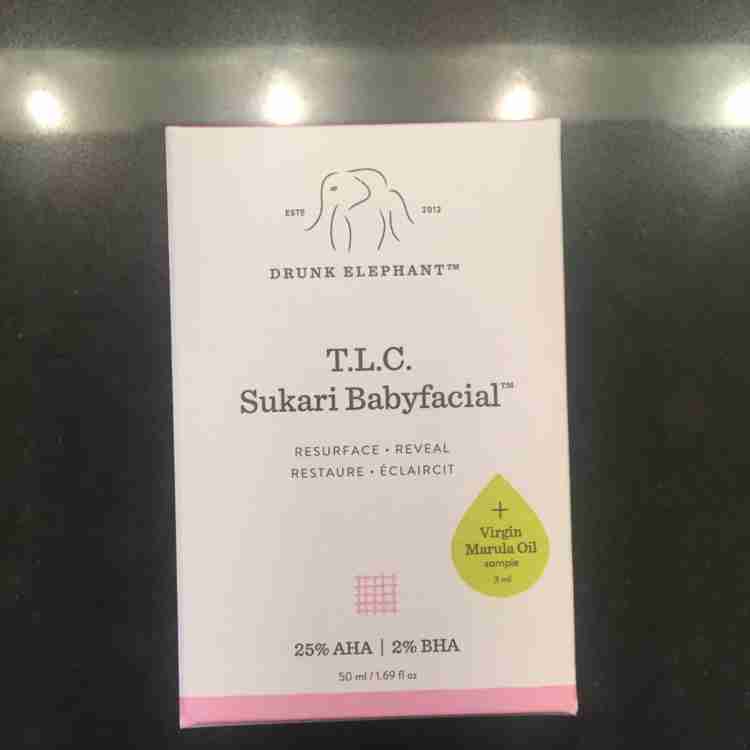 ESTD 2012
DRUNK ELEPHANT™
T.L.C.
Sukari Babyfacial™
RESURFACE • REVEAL
RESTAURE • ÉCLAIRCIT
+
Virgin
Marula Oil
sample
3 ml
25% AHA | 2% BHA
50 ml / 1.69 fl oz